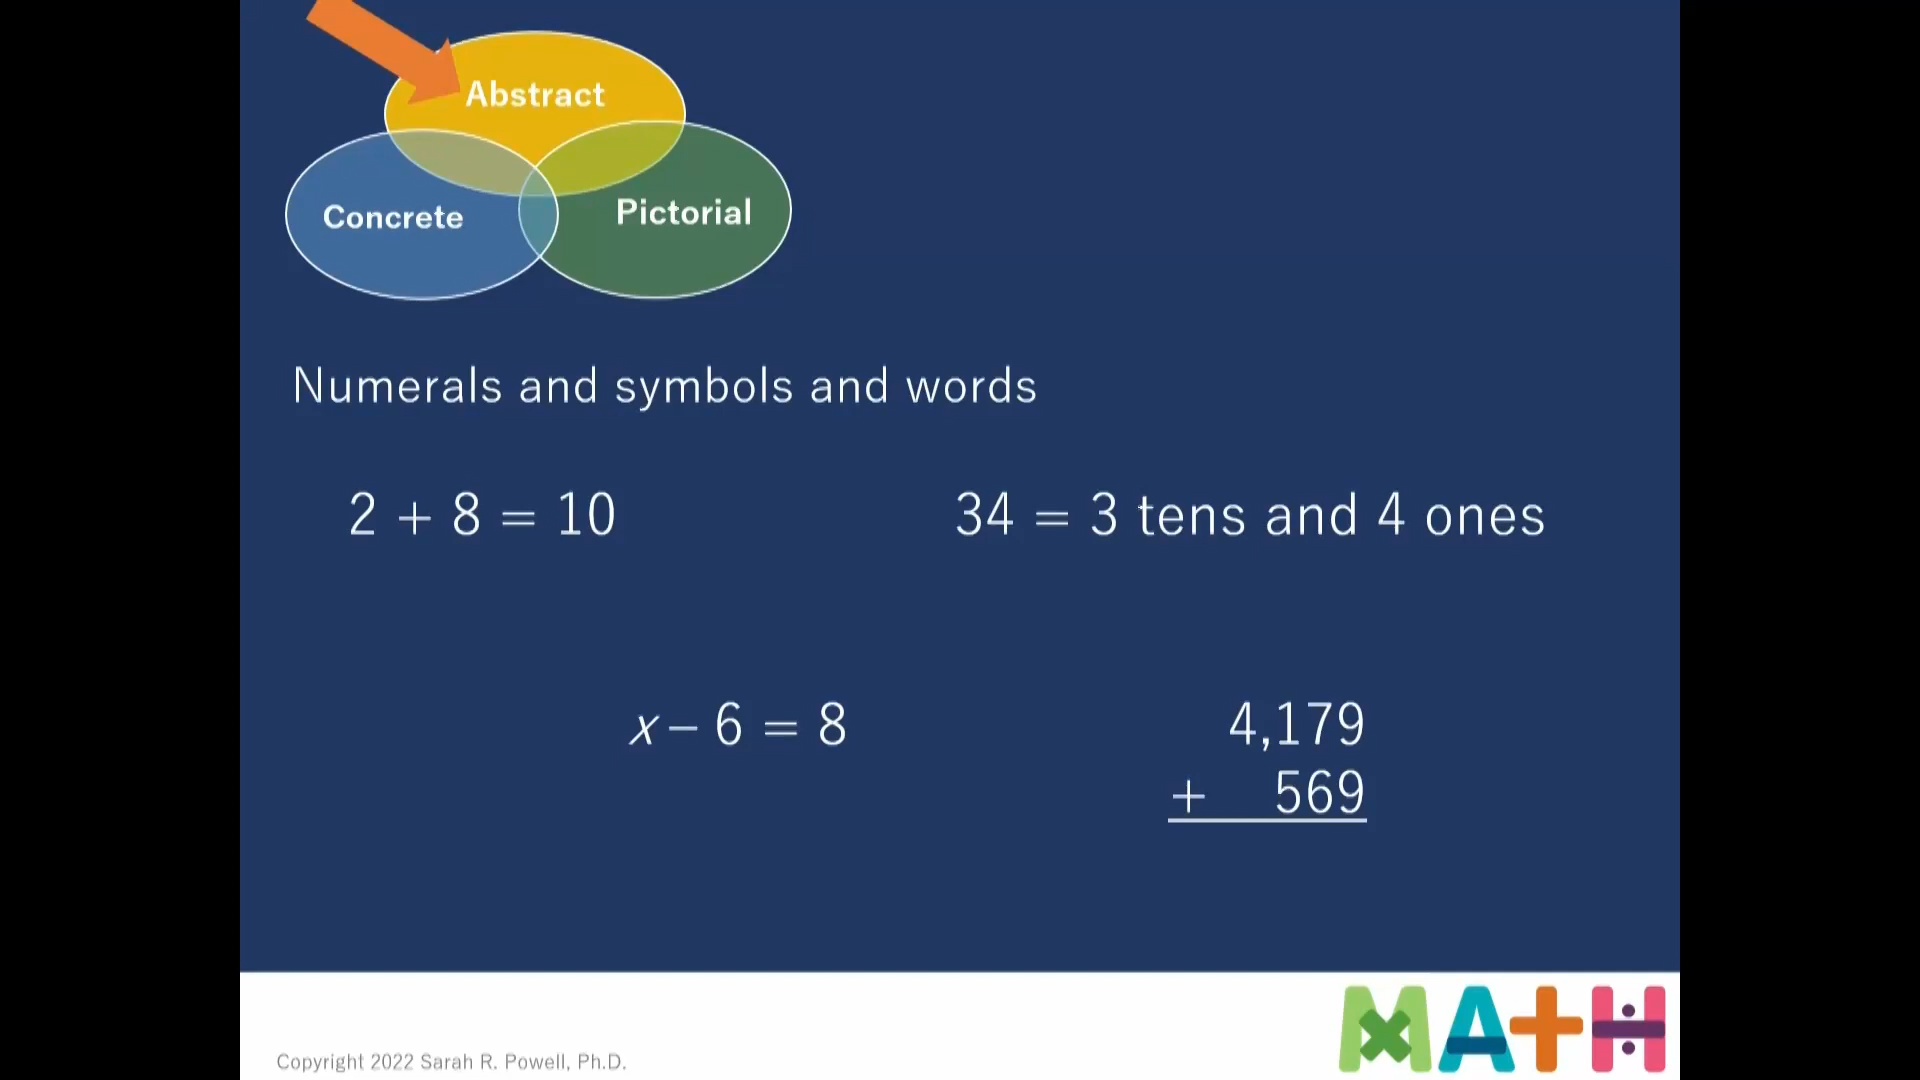 Abstract
Concrete
Pictorial
Numerals and symbols and words
2 + 8 = 10
34 = 3 tens and 4 ones
x – 6 = 8
4,179
+ 569
Copyright 2022 Sarah R. Powell, Ph.D.
MATH